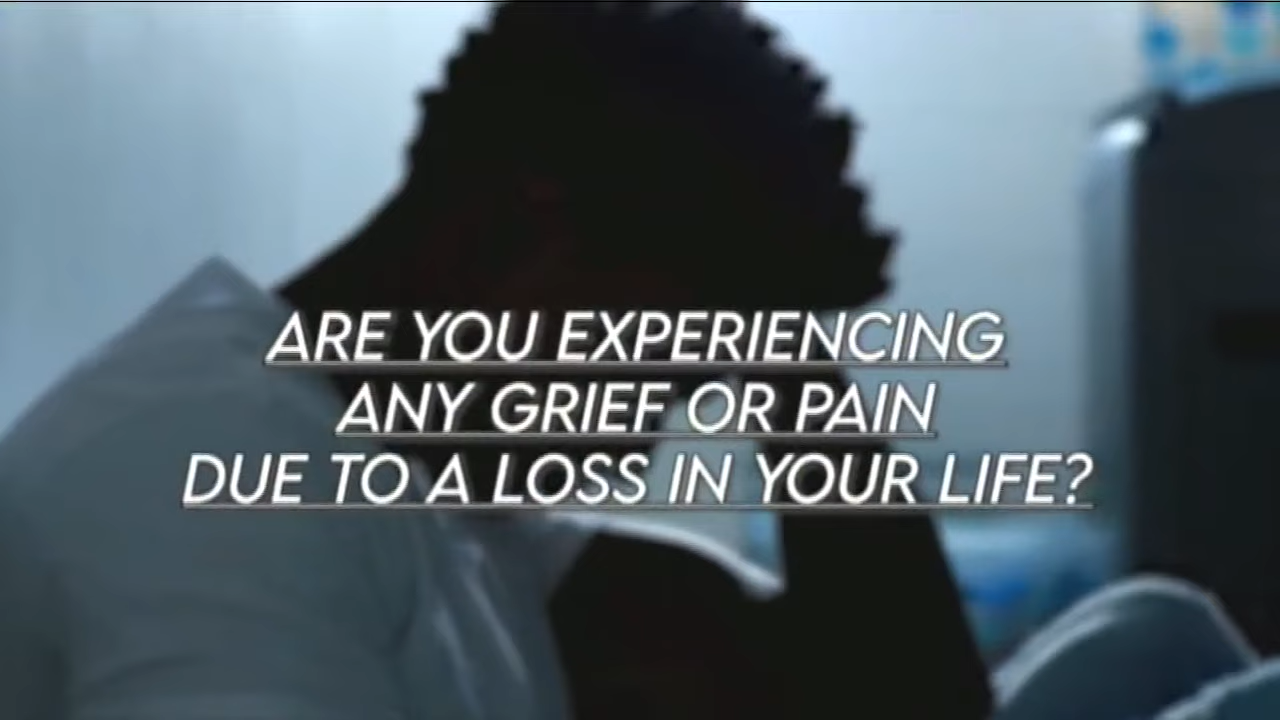 ARE YOU EXPERIENCING
ANY GRIEF OR PAIN
DUE TO A LOSS IN YOUR LIFE?